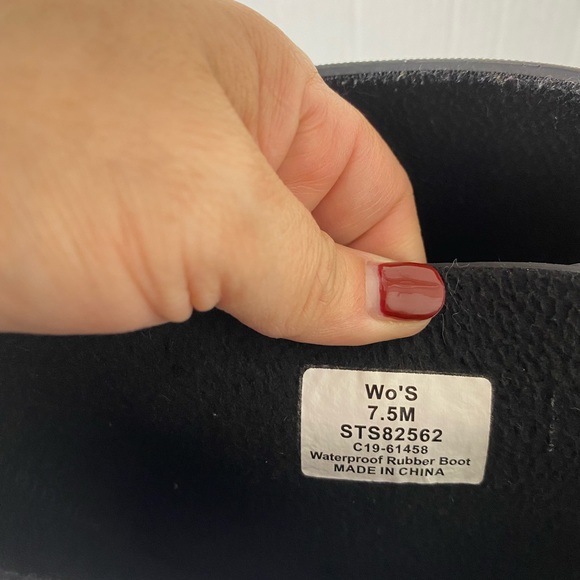 Wo'S
7.5M
STS82562
C19-61458
Waterproof Rubber Boot
MADE IN CHINA